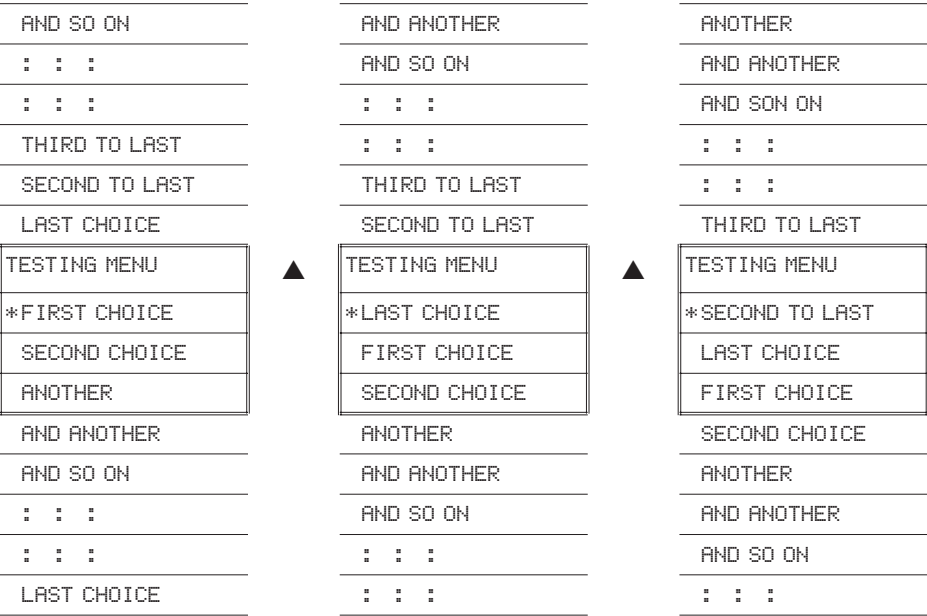 AND SO ON
: : :
: : :
THIRD TO LAST
SECOND TO LAST
LAST CHOICE
TESTING MENU
*FIRST CHOICE
SECOND CHOICE
ANOTHER
AND ANOTHER
AND SO ON
: : :
: : :
LAST CHOICE
AND ANOTHER
AND SO ON
: : :
: : :
THIRD TO LAST
SECOND TO LAST
TESTING MENU
*LAST CHOICE
FIRST CHOICE
SECOND CHOICE
ANOTHER
AND ANOTHER
AND SO ON
: : :
: : :
ANOTHER
AND ANOTHER
AND SON ON
: : :
: : :
THIRD TO LAST
TESTING MENU
*SECOND TO LAST
LAST CHOICE
FIRST CHOICE
SECOND CHOICE
ANOTHER
AND ANOTHER
AND SO ON
: : :